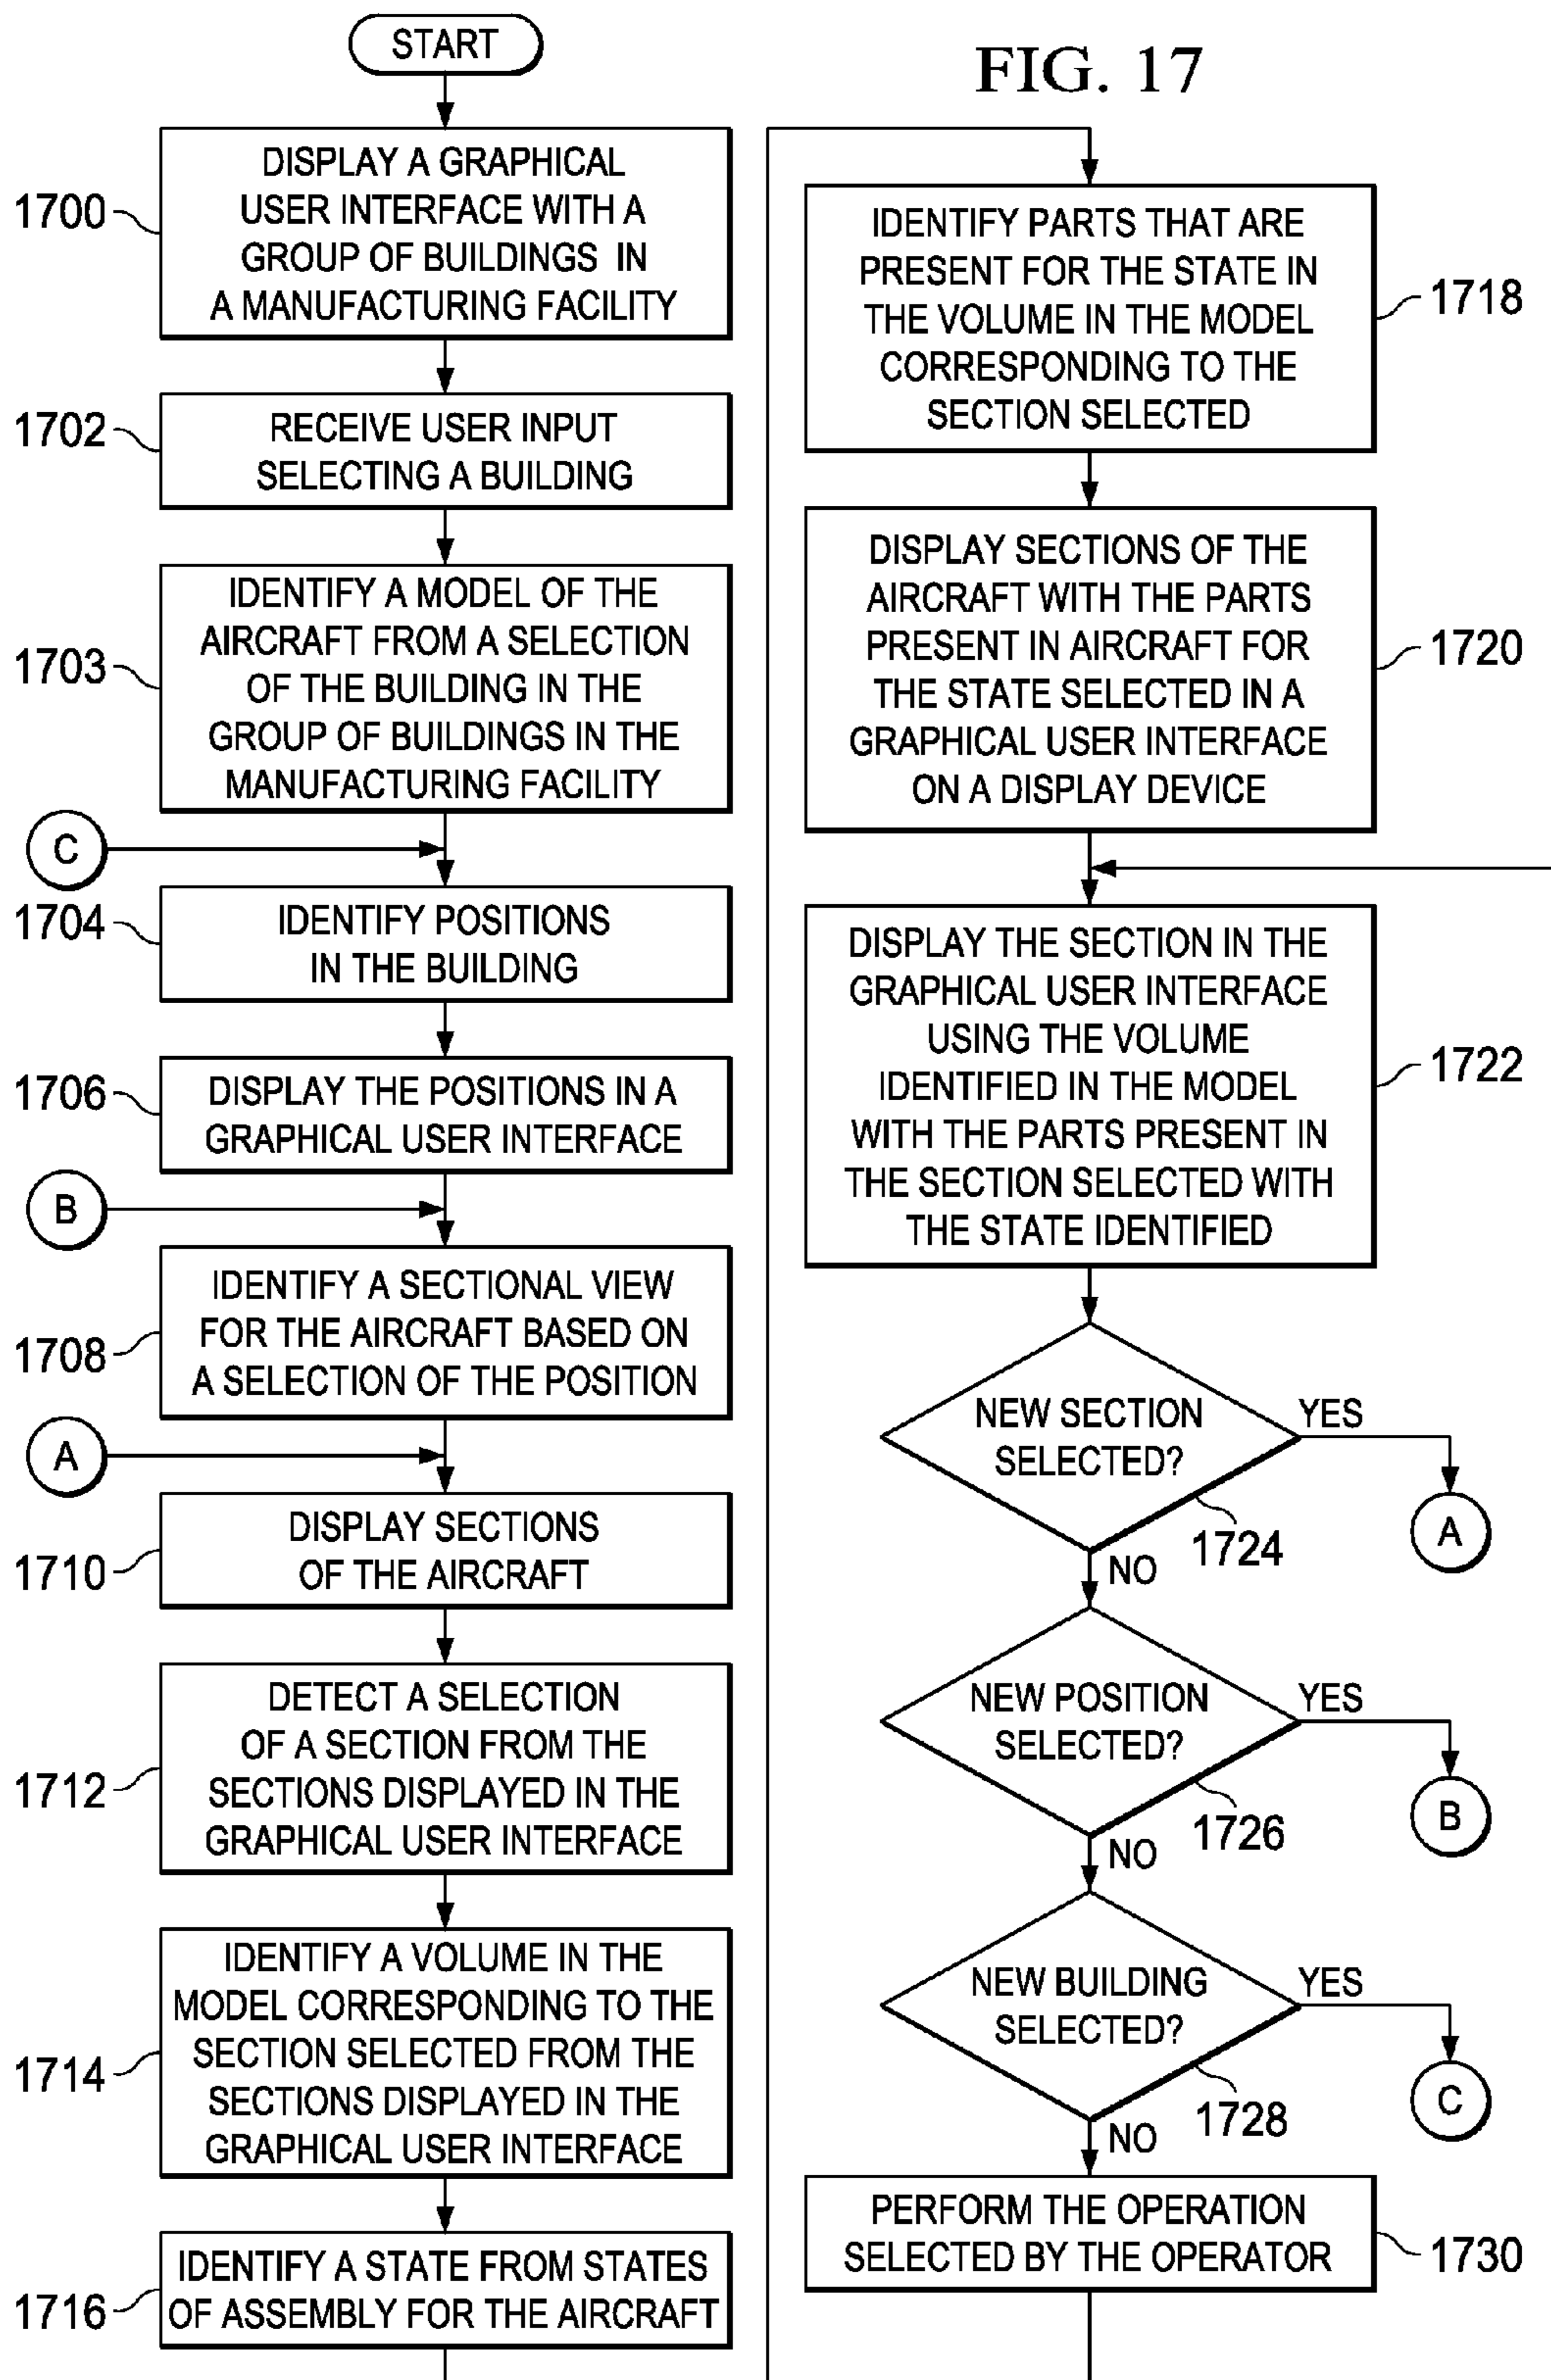 FIG. 17
START
1700
DISPLAY A GRAPHICAL
USER INTERFACE WITH A
GROUP OF BUILDINGS IN
A MANUFACTURING FACILITY
1702
RECEIVE USER INPUT
SELECTING A BUILDING
1703
IDENTIFY A MODEL OF THE
AIRCRAFT FROM A SELECTION
OF THE BUILDING IN THE
GROUP OF BUILDINGS IN THE
MANUFACTURING FACILITY
C
1704
IDENTIFY POSITIONS
IN THE BUILDING
1706
DISPLAY THE POSITIONS IN A
GRAPHICAL USER INTERFACE
B
1708
IDENTIFY A SECTIONAL VIEW
FOR THE AIRCRAFT BASED ON
A SELECTION OF THE POSITION
A
1710
DISPLAY SECTIONS
OF THE AIRCRAFT
1712
DETECT A SELECTION
OF A SECTION FROM THE
SECTIONS DISPLAYED IN THE
GRAPHICAL USER INTERFACE
1714
IDENTIFY A VOLUME IN THE
MODEL CORRESPONDING TO THE
SECTION SELECTED FROM THE
SECTIONS DISPLAYED IN THE
GRAPHICAL USER INTERFACE
1716
IDENTIFY A STATE FROM STATES
OF ASSEMBLY FOR THE AIRCRAFT
IDENTIFY PARTS THAT ARE
PRESENT FOR THE STATE IN
THE VOLUME IN THE MODEL
CORRESPONDING TO THE
SECTION SELECTED
1718
DISPLAY SECTIONS OF THE
AIRCRAFT WITH THE PARTS
PRESENT IN AIRCRAFT FOR
THE STATE SELECTED IN A
GRAPHICAL USER INTERFACE
ON A DISPLAY DEVICE
1720
DISPLAY THE SECTION IN THE
GRAPHICAL USER INTERFACE
USING THE VOLUME
IDENTIFIED IN THE MODEL
WITH THE PARTS PRESENT IN
THE SECTION SELECTED WITH
THE STATE IDENTIFIED
1722
NEW SECTION
SELECTED?
YES
A
1724
NO
NEW POSITION
SELECTED?
YES
B
1726
NO
NEW BUILDING
SELECTED?
YES
C
1728
NO
PERFORM THE OPERATION
SELECTED BY THE OPERATOR
1730